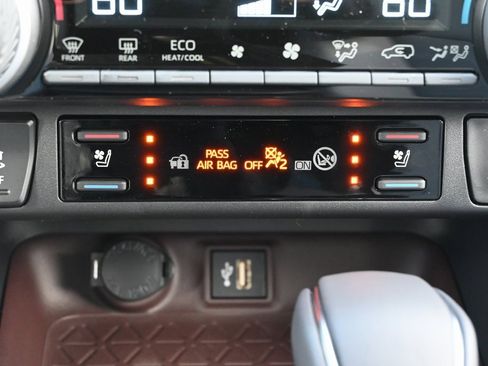 60 60
FRONT REAR ECO HEAT/COOL
PASS
AIR BAG OFF 2 ON